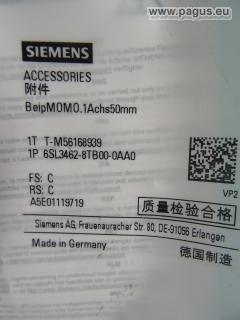 www.pagus.eu
SIEMENS
ACCESSORIES
附件
BeipMOMO.1Achs50mm
1T T-M56168939
1P 6SL3462-8TB00-0AA0
FS: C
RS: C
A5E01119719
VP2
质量检验合格
Siemens AG, Frauenauracher Str. 80, DE-91056 Erlangen
Made in Germany
德国制造